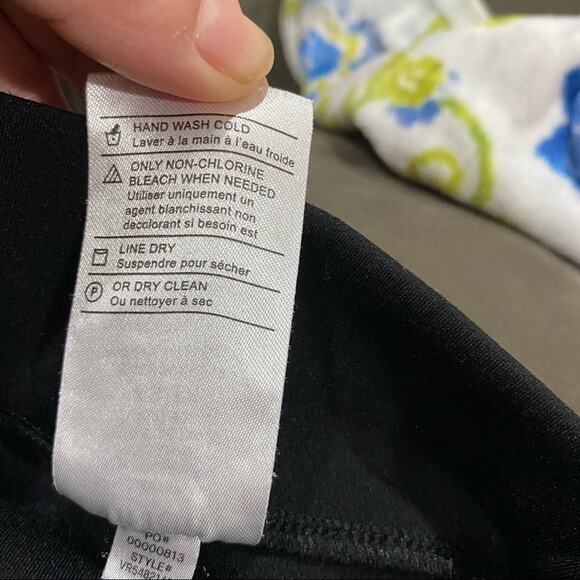 HAND WASH COLD
Laver à la main à l'eau froide
ONLY NON-CHLORINE
BLEACH WHEN NEEDED
Utiliser uniquement un
agent blanchissant non
decolorant si besoin est
LINE DRY
Suspendre pour sécher
P OR DRY CLEAN
Ou nettoyer à sec
PO#
00000813
STYLE#